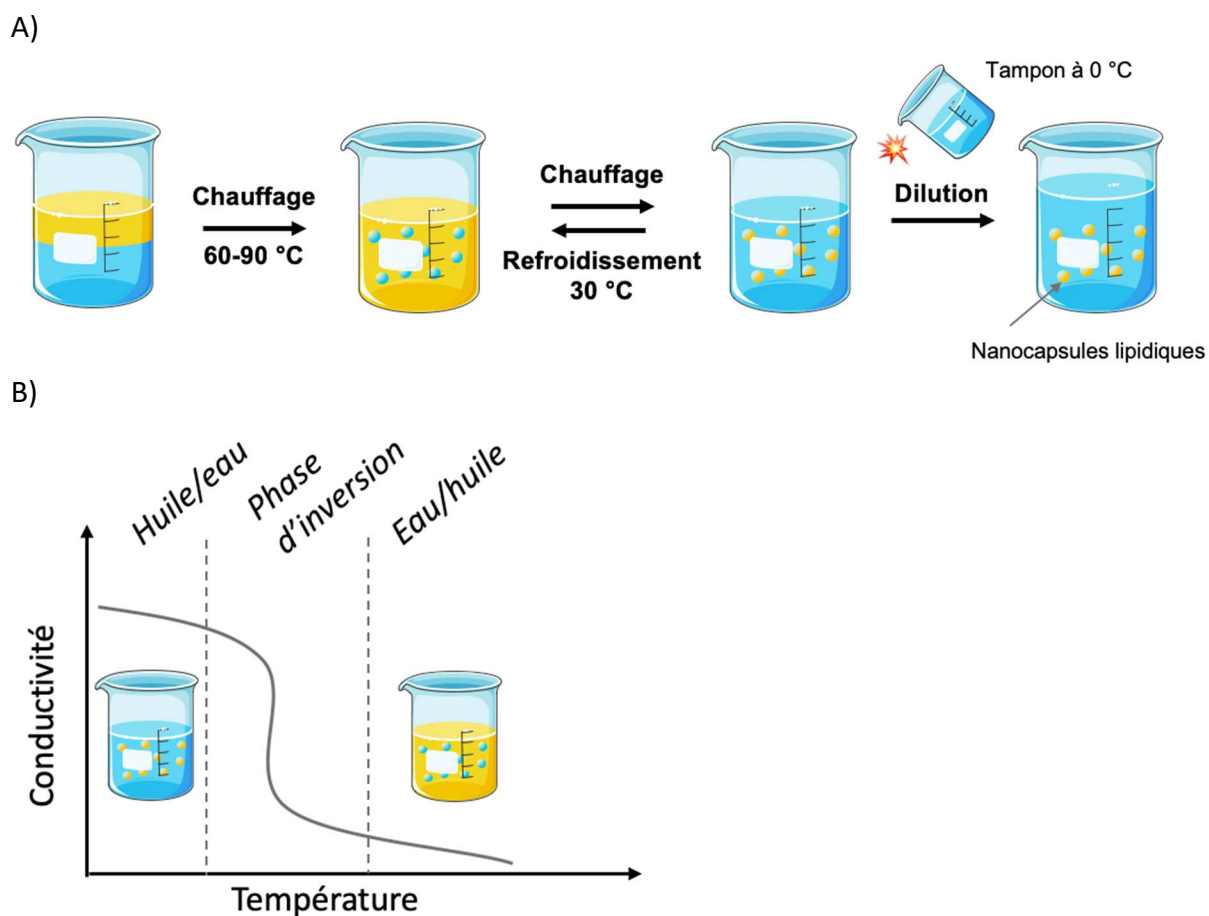 A)
Tampon à 0 °C
Chauffage
60-90 °C
Chauffage
Refroidissement
30 °C
Dilution
Nanocapsules lipidiques
B)
Huile/eau
Phase
d'inversion
Eau/huile
Conductivité
Température